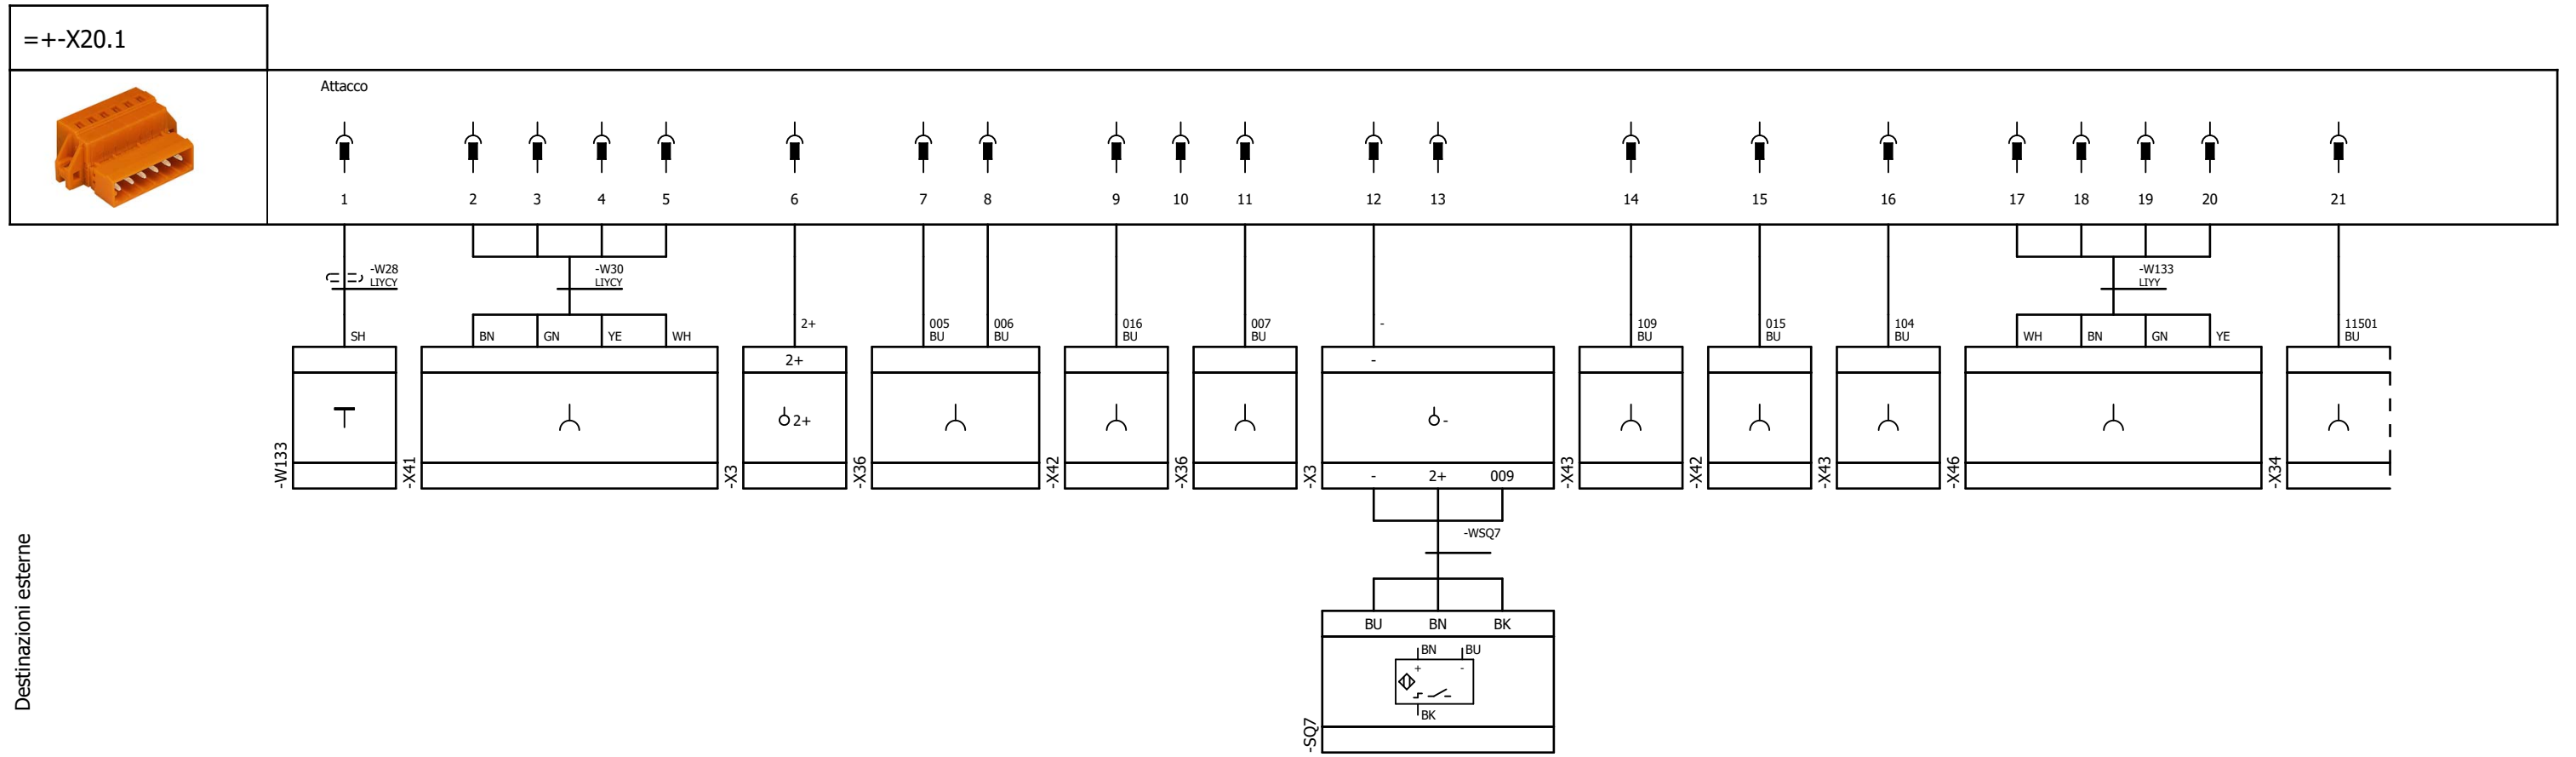 =+-X20.1
Attacco
1 2 3 4 5 6 7 8 9 10 11 12 13 14 15 16 17 18 19 20 21
-W28 -W30 -W133
LIYCY LIYCY LIYY
2+ 005 006 016 007 - 109 015 104 11501
SH BN GN YE WH BU BU BU BU BU BU BU WH BN GN YE BU
2+ -
2+ -
-W133 -X41 -X3 -X36 -X42 -X36 -X3 -X43 -X42 -X43 -X46 -X34
- 2+ 009
-WSQ7
Destinazioni esterne
BU BN BK
BN BU
+ -
BK
-SQ7